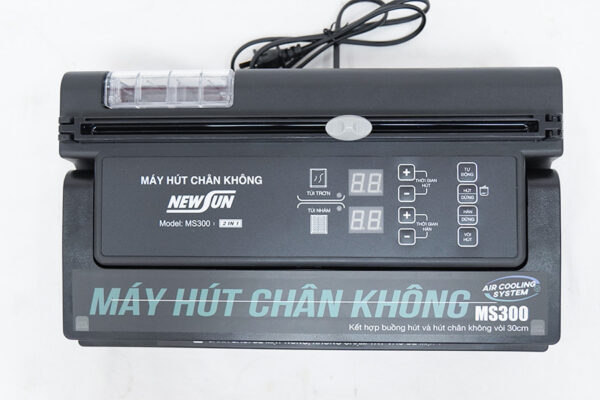 MÁY HÚT CHÂN KHÔNG
NEWSUN
Model: MS300 | 2 IN 1
TÚI TRƠN
TÚI NHÁM
88
88
+
THỜI GIAN
HÚT
−
+
THỜI GIAN
HÀN
−
TỰ
ĐỘNG
HÚT
DỪNG
HÀN
DỪNG
VÒI
HÚT
AIR COOLING
SYSTEM
MÁY HÚT CHÂN KHÔNG
MS300
Kết hợp buồng hút và hút chân không vòi 30cm